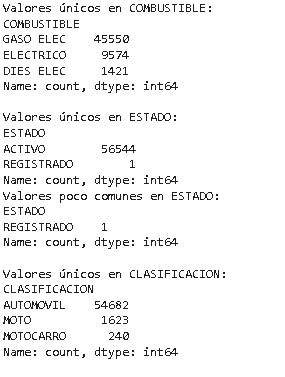 Valores únicos en COMBUSTIBLE:
COMBUSTIBLE
GASO ELEC    45550
ELECTRICO     9574
DIES ELEC     1421
Name: count, dtype: int64

Valores únicos en ESTADO:
ESTADO
ACTIVO        56544
REGISTRADO        1
Name: count, dtype: int64
Valores poco comunes en ESTADO:
ESTADO
REGISTRADO    1
Name: count, dtype: int64

Valores únicos en CLASIFICACION:
CLASIFICACION
AUTOMOVIL    54682
MOTO          1623
MOTOCARRO      240
Name: count, dtype: int64